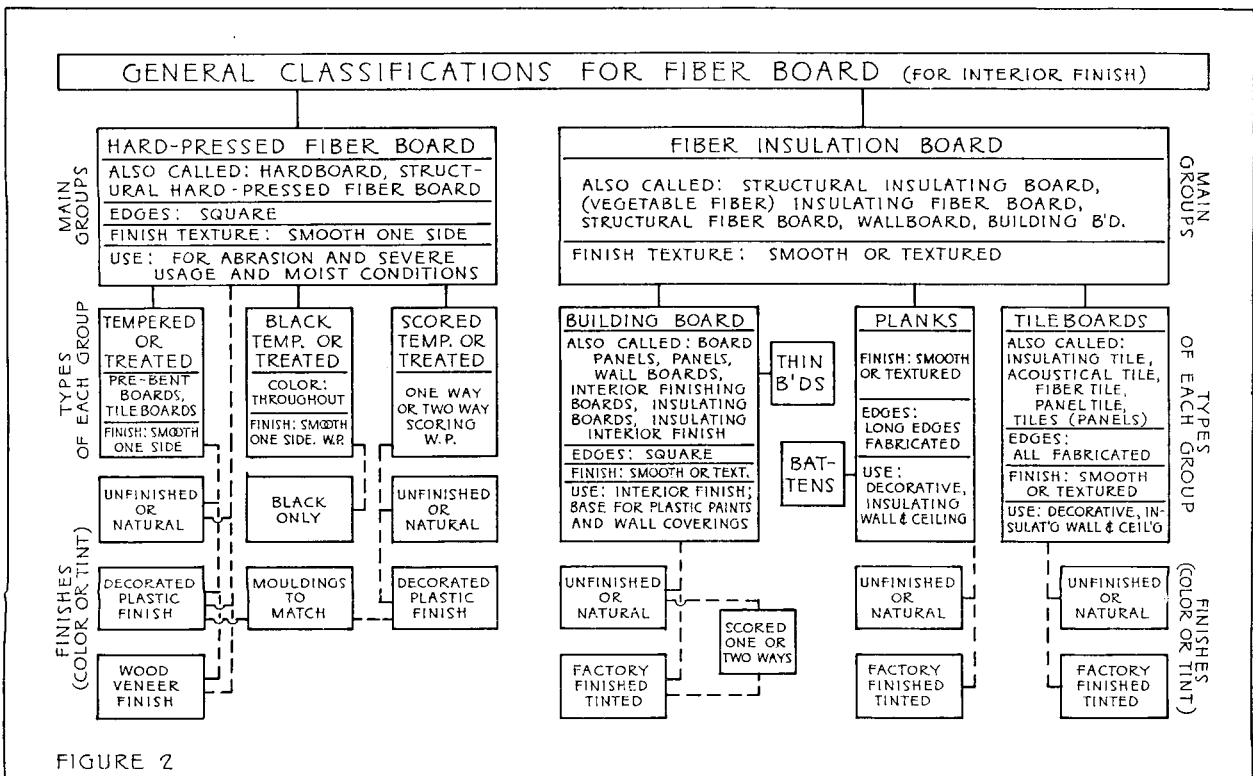 GENERAL CLASSIFICATIONS FOR FIBER BOARD (FOR INTERIOR FINISH)
MAIN
GROUPS
HARD-PRESSED FIBER BOARD
ALSO CALLED: HARDBOARD, STRUCT-
URAL HARD-PRESSED FIBER BOARD
EDGES: SQUARE
FINISH TEXTURE: SMOOTH ONE SIDE
USE: FOR ABRASION AND SEVERE
USAGE AND MOIST CONDITIONS
FIBER INSULATION BOARD
ALSO CALLED: STRUCTURAL INSULATING BOARD,
(VEGETABLE FIBER) INSULATING FIBER BOARD,
STRUCTURAL FIBER BOARD, WALLBOARD, BUILDING B'D.
FINISH TEXTURE: SMOOTH OR TEXTURED
MAIN
GROUPS
TYPES
OF EACH GROUP
TEMPERED
OR
TREATED
PRE-BENT
BOARDS,
TILEBOARDS
FINISH: SMOOTH
ONE SIDE
BLACK
TEMP. OR
TREATED
COLOR:
THROUGHOUT
FINISH: SMOOTH
ONE SIDE. W.P.
SCORED
TEMP. OR
TREATED
ONE WAY
OR TWO WAY
SCORING
W.P.
BUILDING BOARD
ALSO CALLED: BOARD
PANELS, PANELS,
WALL BOARDS,
INTERIOR FINISHING
BOARDS, INSULATING
BOARDS, INSULATING
INTERIOR FINISH
EDGES: SQUARE
FINISH: SMOOTH OR TEXT.
USE: INTERIOR FINISH;
BASE FOR PLASTIC PAINTS
AND WALL COVERINGS
THIN
B'DS
BAT-
TENS
PLANKS
FINISH: SMOOTH
OR TEXTURED
EDGES:
LONG EDGES
FABRICATED
USE:
DECORATIVE,
INSULATING
WALL & CEILING
TILEBOARDS
ALSO CALLED:
INSULATING TILE,
ACOUSTICAL TILE,
FIBER TILE,
PANEL TILE,
TILES (PANELS)
EDGES:
ALL FABRICATED
FINISH: SMOOTH
OR TEXTURED
USE: DECORATIVE, IN-
SULAT'G WALL & CEIL'G
TYPES
OF EACH GROUP
FINISHES
(COLOR OR TINT)
UNFINISHED
OR
NATURAL
BLACK
ONLY
UNFINISHED
OR
NATURAL
DECORATED
PLASTIC
FINISH
MOULDINGS
TO
MATCH
DECORATED
PLASTIC
FINISH
WOOD
VENEER
FINISH
UNFINISHED
OR
NATURAL
SCORED
ONE OR
TWO WAYS
FACTORY
FINISHED
TINTED
UNFINISHED
OR
NATURAL
FACTORY
FINISHED
TINTED
UNFINISHED
OR
NATURAL
FACTORY
FINISHED
TINTED
FINISHES
(COLOR OR TINT)
FIGURE 2